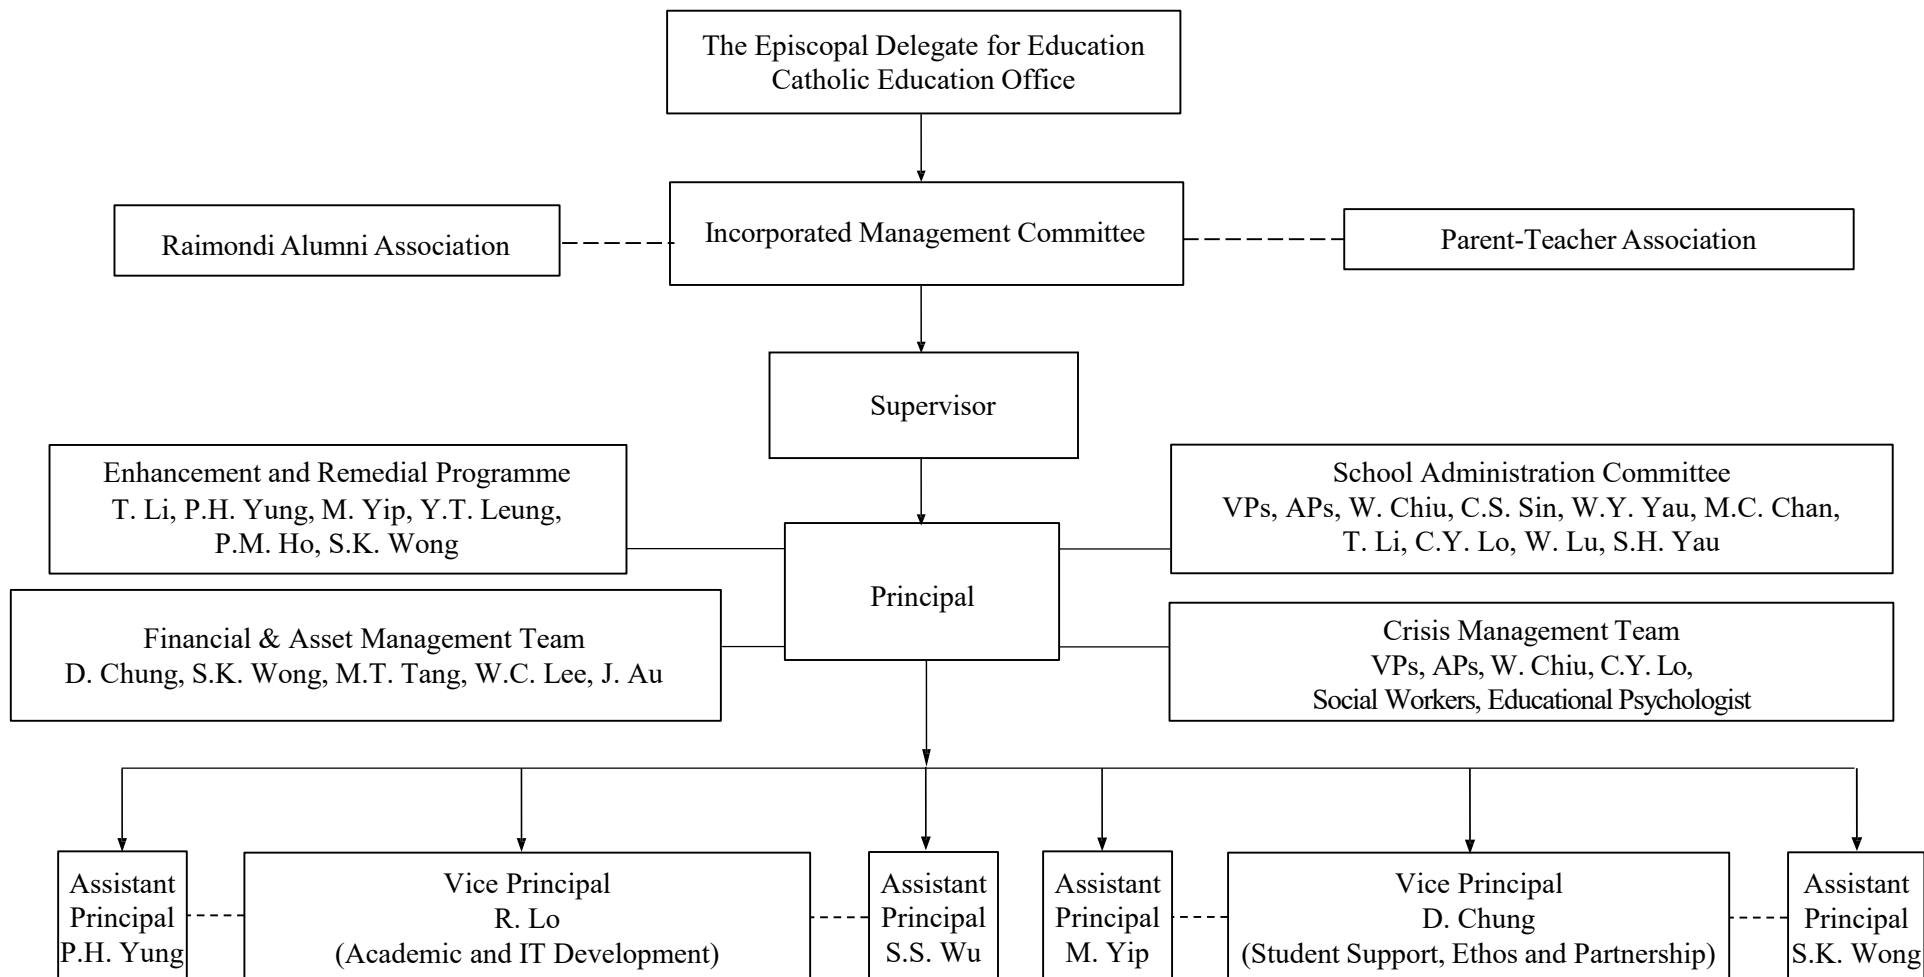 The Episcopal Delegate for Education
Catholic Education Office
Raimondi Alumni Association
Incorporated Management Committee
Parent-Teacher Association
Supervisor
Enhancement and Remedial Programme
T. Li, P.H. Yung, M. Yip, Y.T. Leung,
P.M. Ho, S.K. Wong
School Administration Committee
VPs, APs, W. Chiu, C.S. Sin, W.Y. Yau, M.C. Chan,
T. Li, C.Y. Lo, W. Lu, S.H. Yau
Principal
Financial & Asset Management Team
D. Chung, S.K. Wong, M.T. Tang, W.C. Lee, J. Au
Crisis Management Team
VPs, APs, W. Chiu, C.Y. Lo,
Social Workers, Educational Psychologist
Assistant
Principal
P.H. Yung
Vice Principal
R. Lo
(Academic and IT Development)
Assistant
Principal
S.S. Wu
Assistant
Principal
M. Yip
Vice Principal
D. Chung
(Student Support, Ethos and Partnership)
Assistant
Principal
S.K. Wong